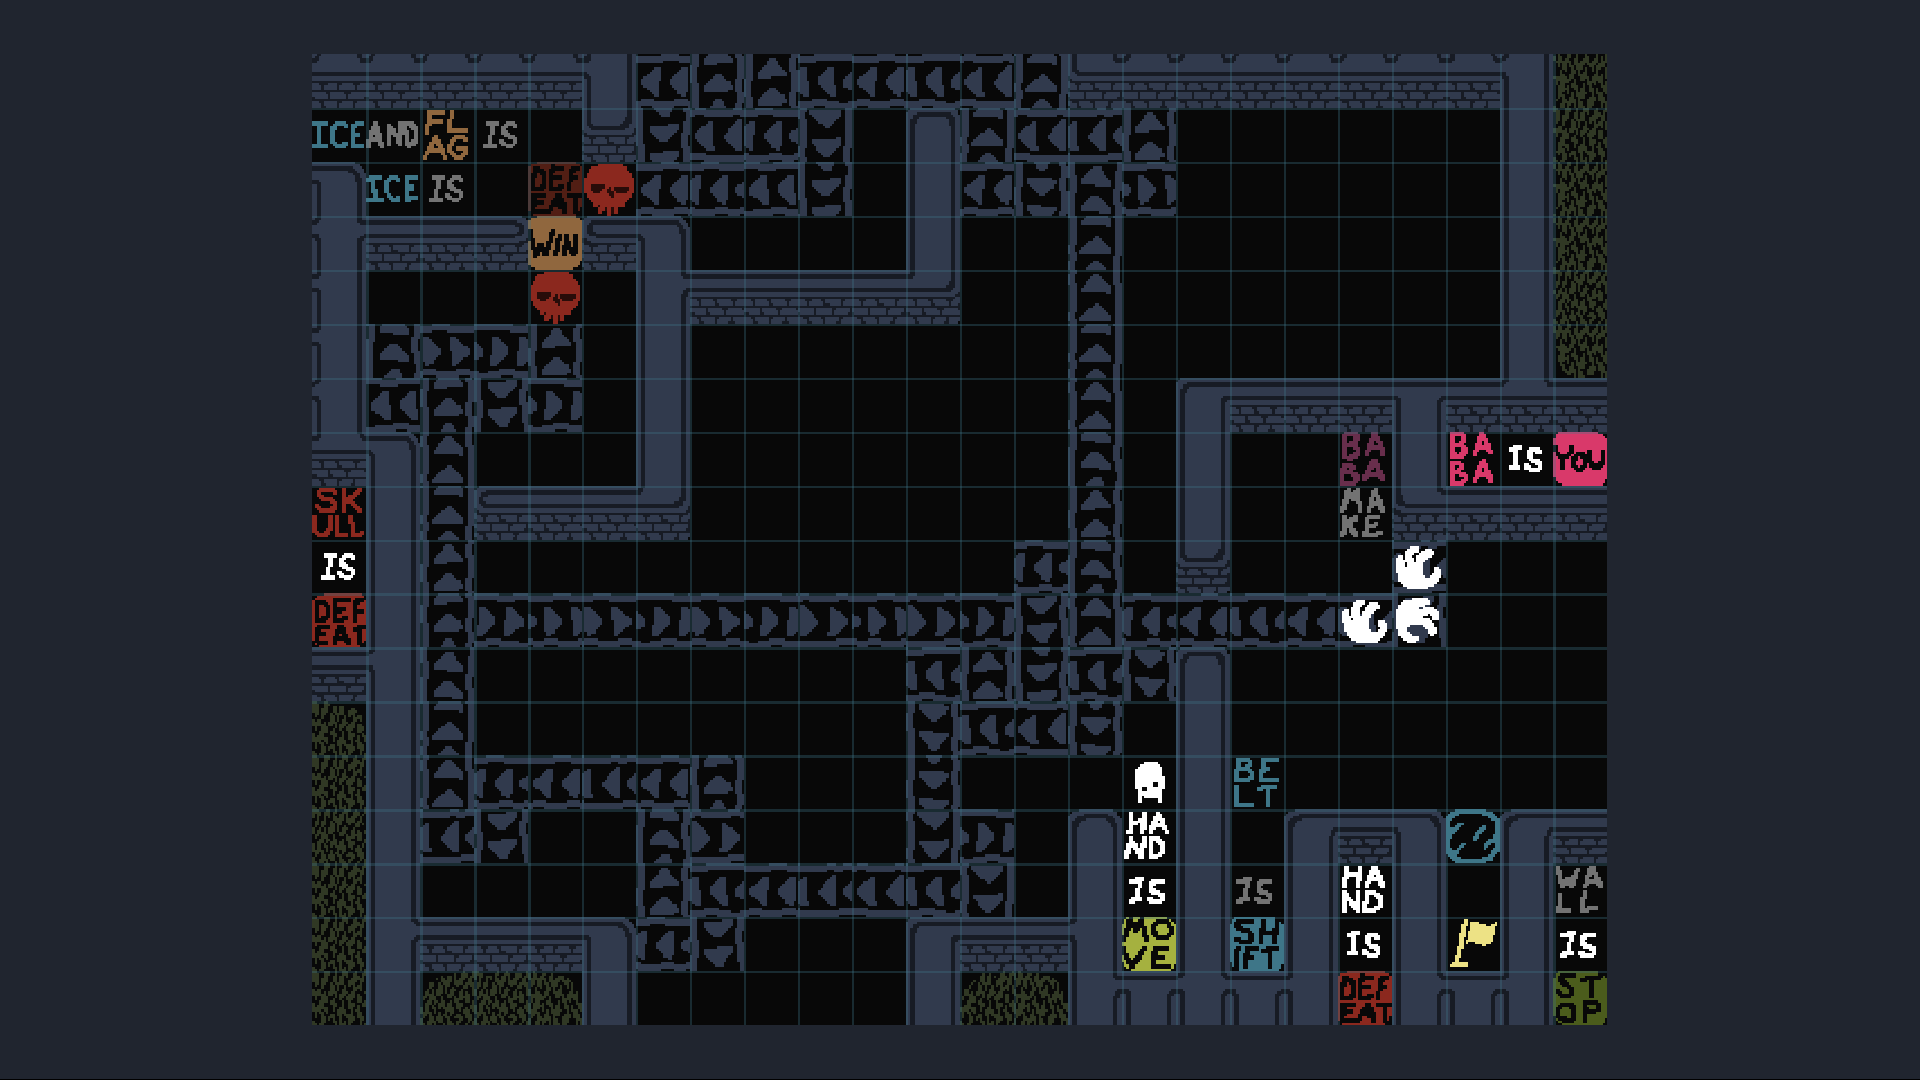 ICE AND FLAG IS
ICE IS DEFEAT
WIN
BABA BABA IS YOU
SKULL MAKE
IS
DEFEAT
BELT
HAND
IS IS HAND WALL
MOVE SHIFT IS IS
DEFEAT STOP